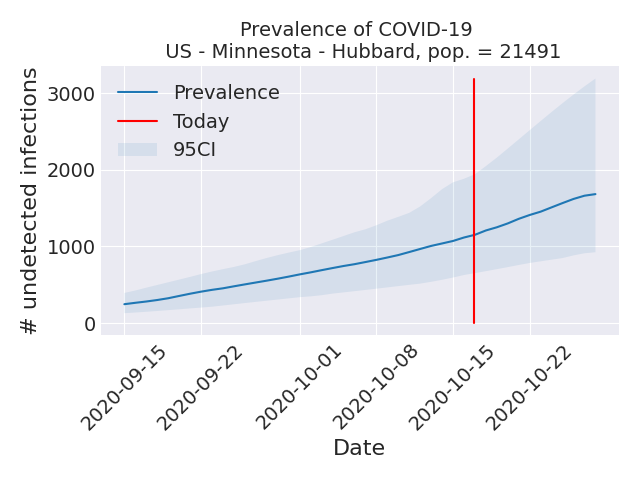 Prevalence of COVID-19
US - Minnesota - Hubbard, pop. = 21491
# undetected infections
3000
2000
1000
0
Prevalence
Today
95CI
2020-09-15
2020-09-22
2020-10-01
2020-10-08
2020-10-15
2020-10-22
Date